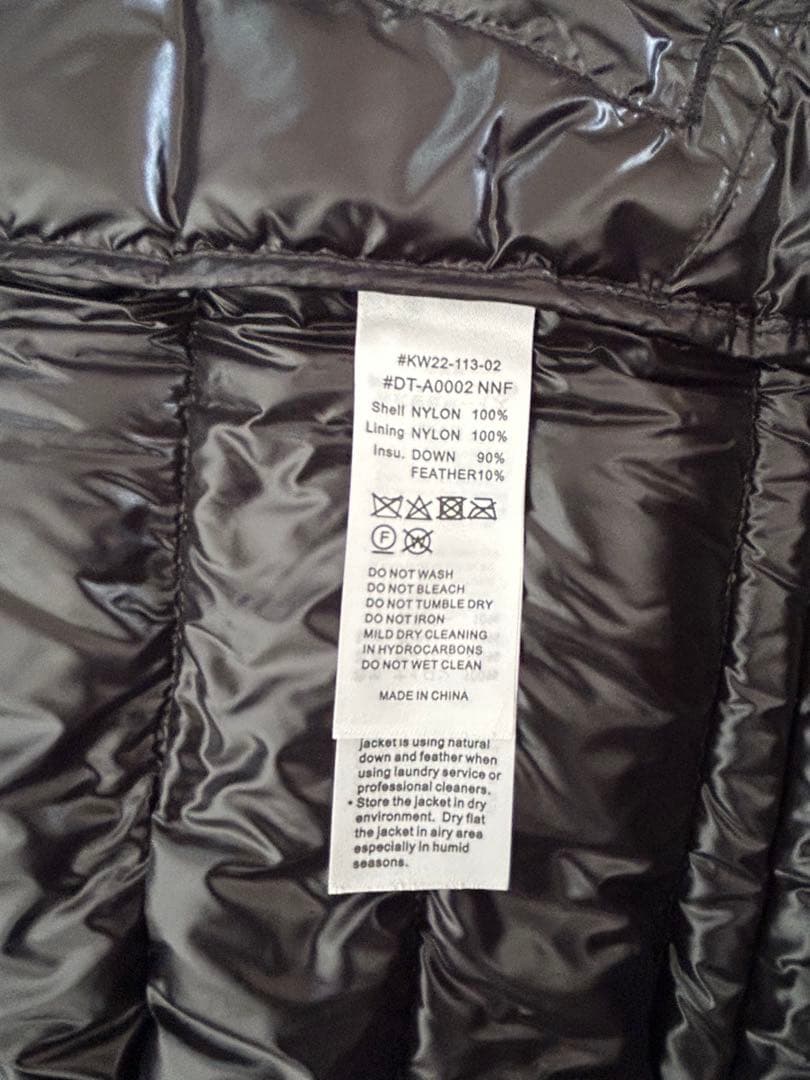 #KW22-113-02
#DT-A0002 NNF
Shell NYLON 100%
Lining NYLON 100%
Insu. DOWN 90%
FEATHER10%
F W
DO NOT WASH
DO NOT BLEACH
DO NOT TUMBLE DRY
DO NOT IRON
MILD DRY CLEANING
IN HYDROCARBONS
DO NOT WET CLEAN
MADE IN CHINA
jacket is using natural
down and feather when
using laundry service or
professional cleaners.
• Store the jacket in dry
environment. Dry flat
the jacket in airy area
especially in humid
seasons.